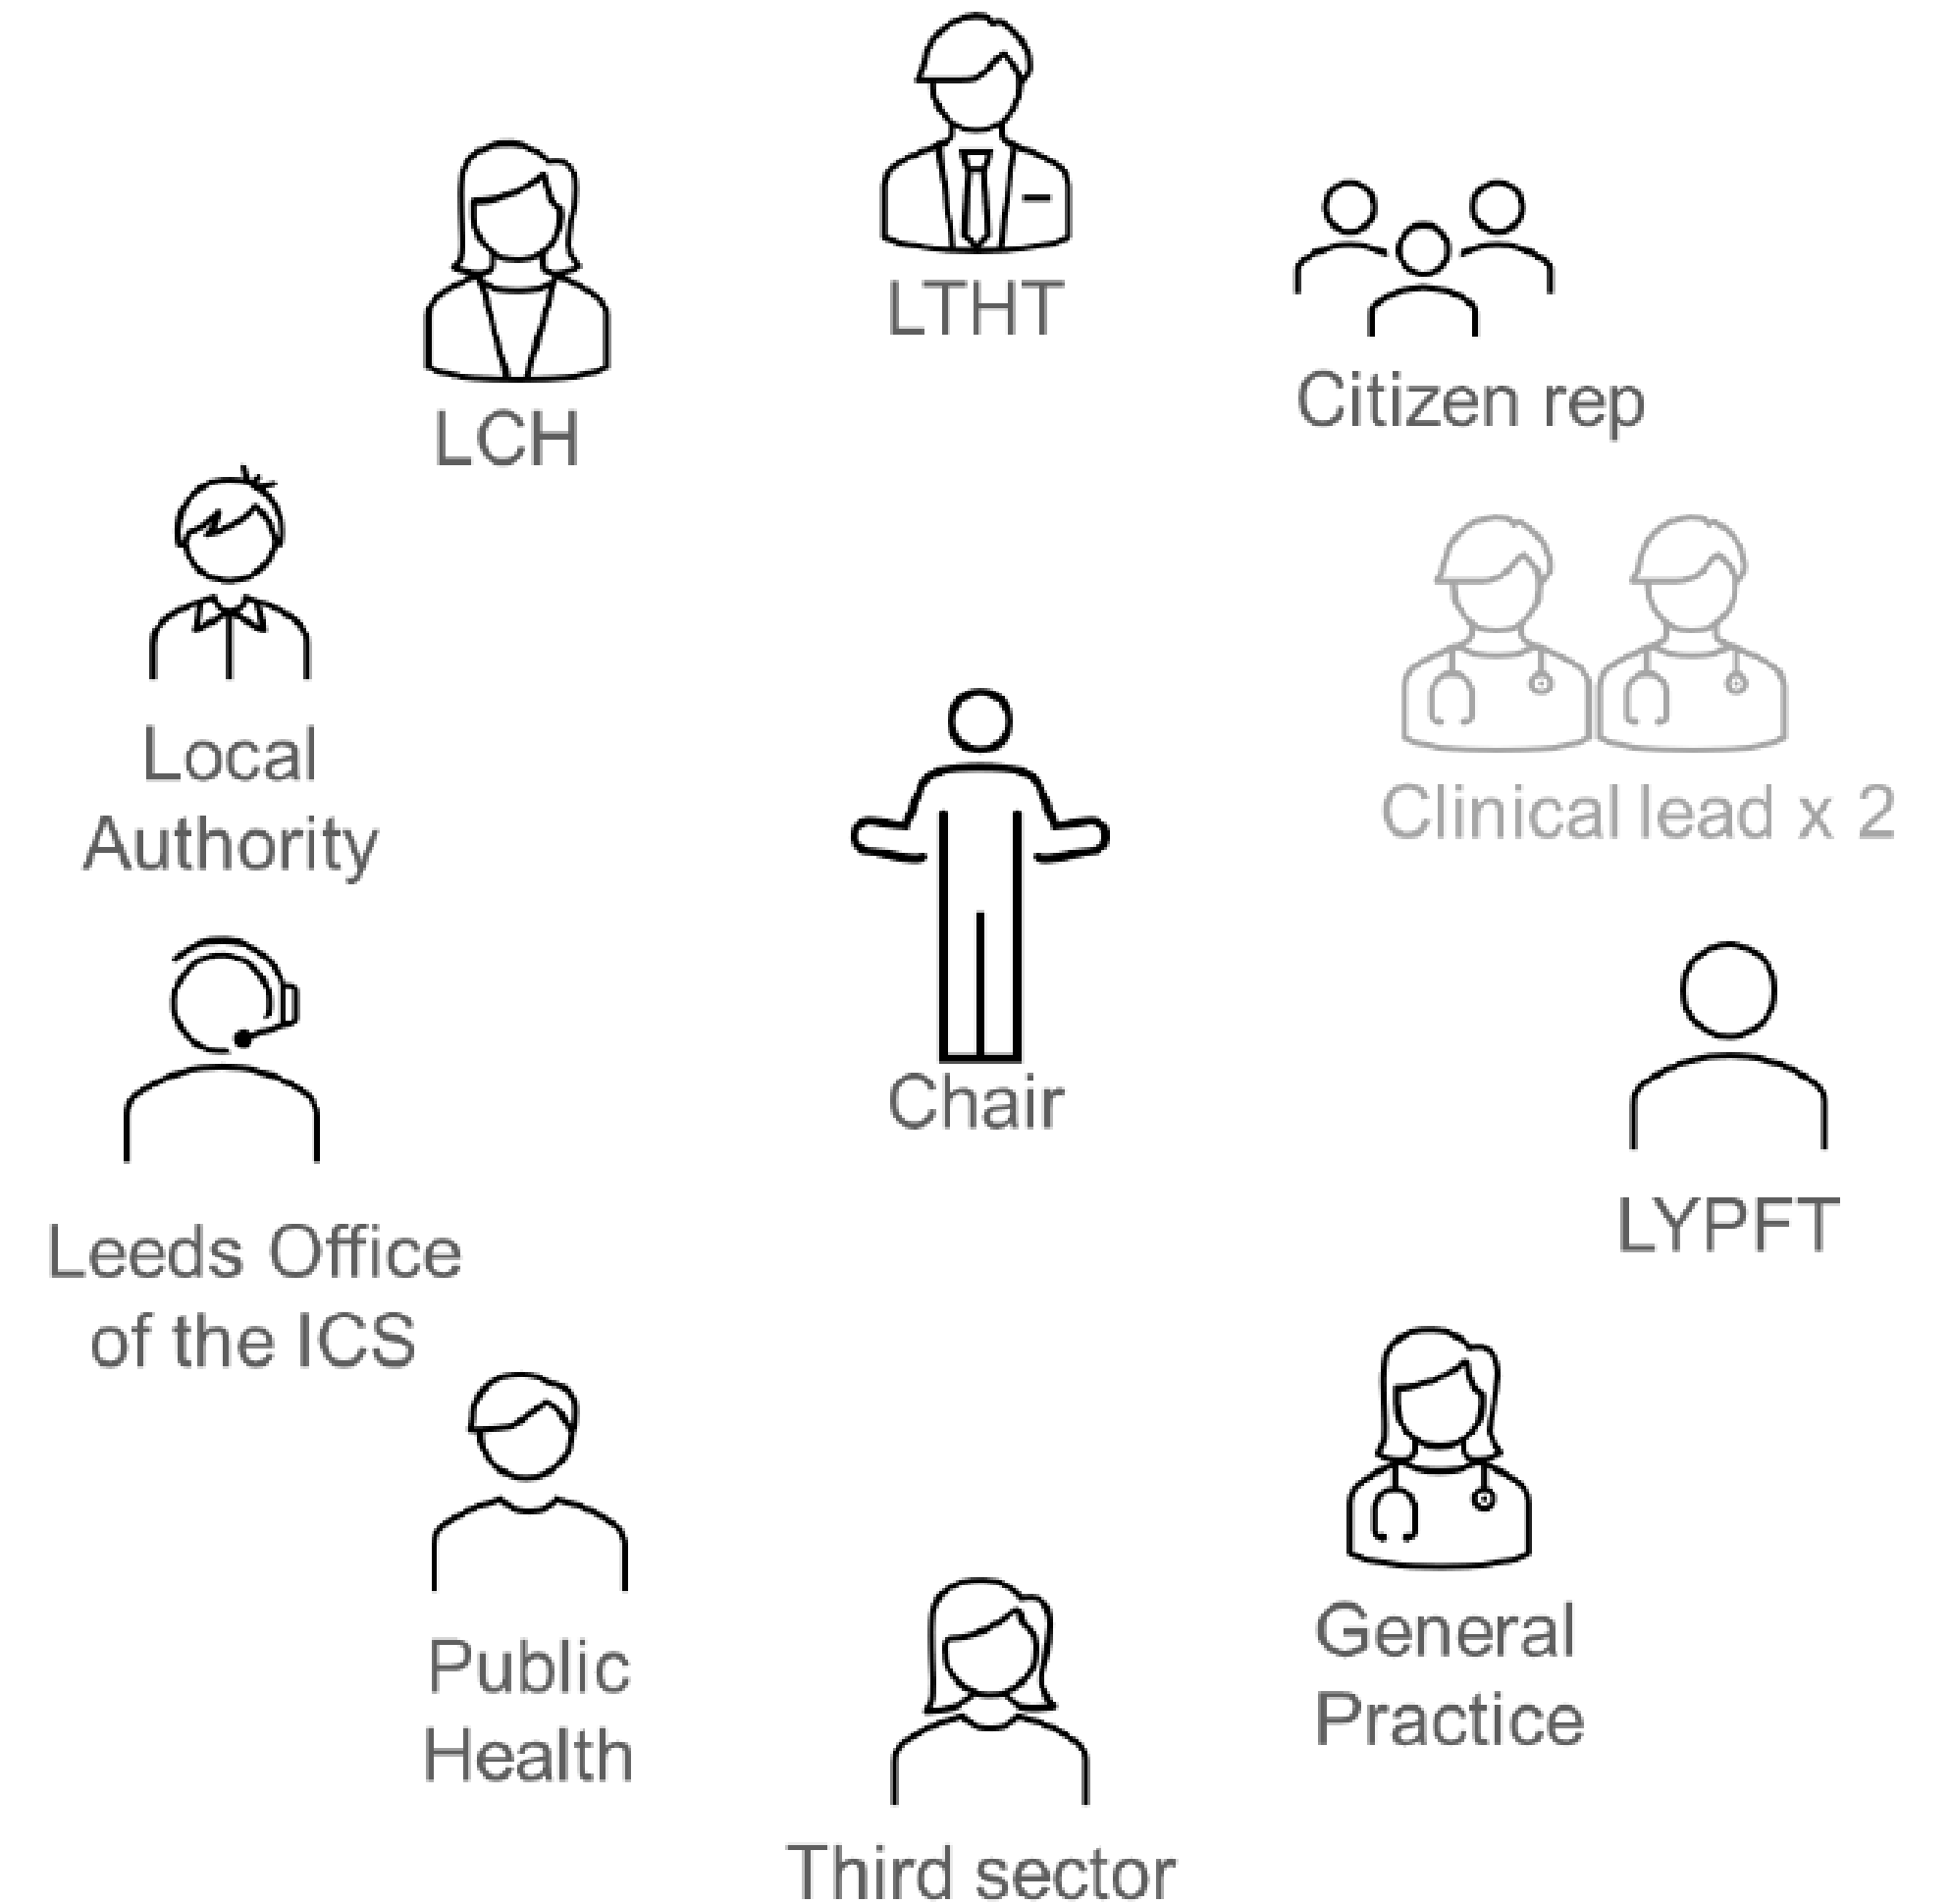 LTHT
Citizen rep
LCH
Clinical lead x 2
Local
Authority
Chair
LYPFT
Leeds Office
of the ICS
General
Practice
Public
Health
Third sector